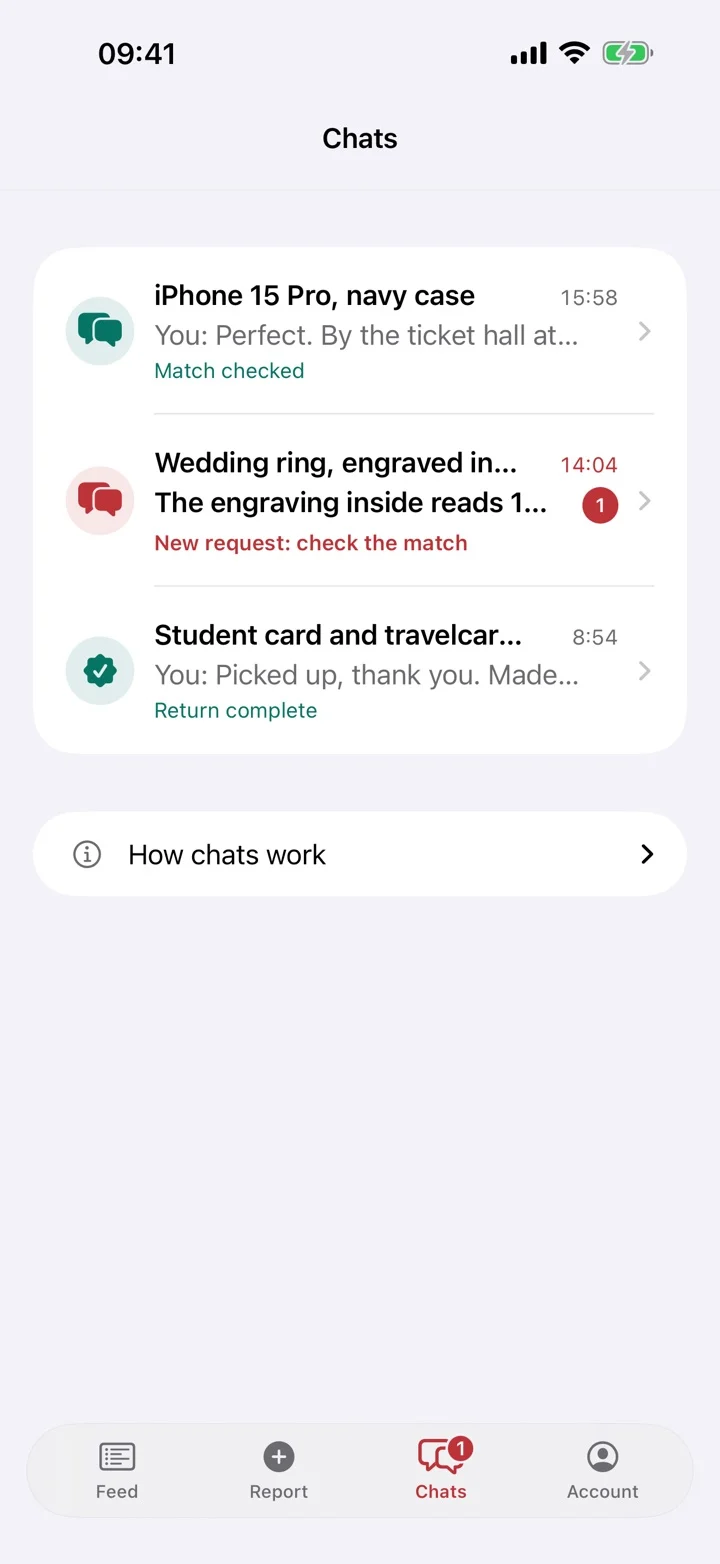 09:41
Chats
iPhone 15 Pro, navy case 15:58
You: Perfect. By the ticket hall at...
Match checked
Wedding ring, engraved in... 14:04
The engraving inside reads 1... 1
New request: check the match
Student card and travelcar... 8:54
You: Picked up, thank you. Made...
Return complete
How chats work
1
Feed Report Chats Account